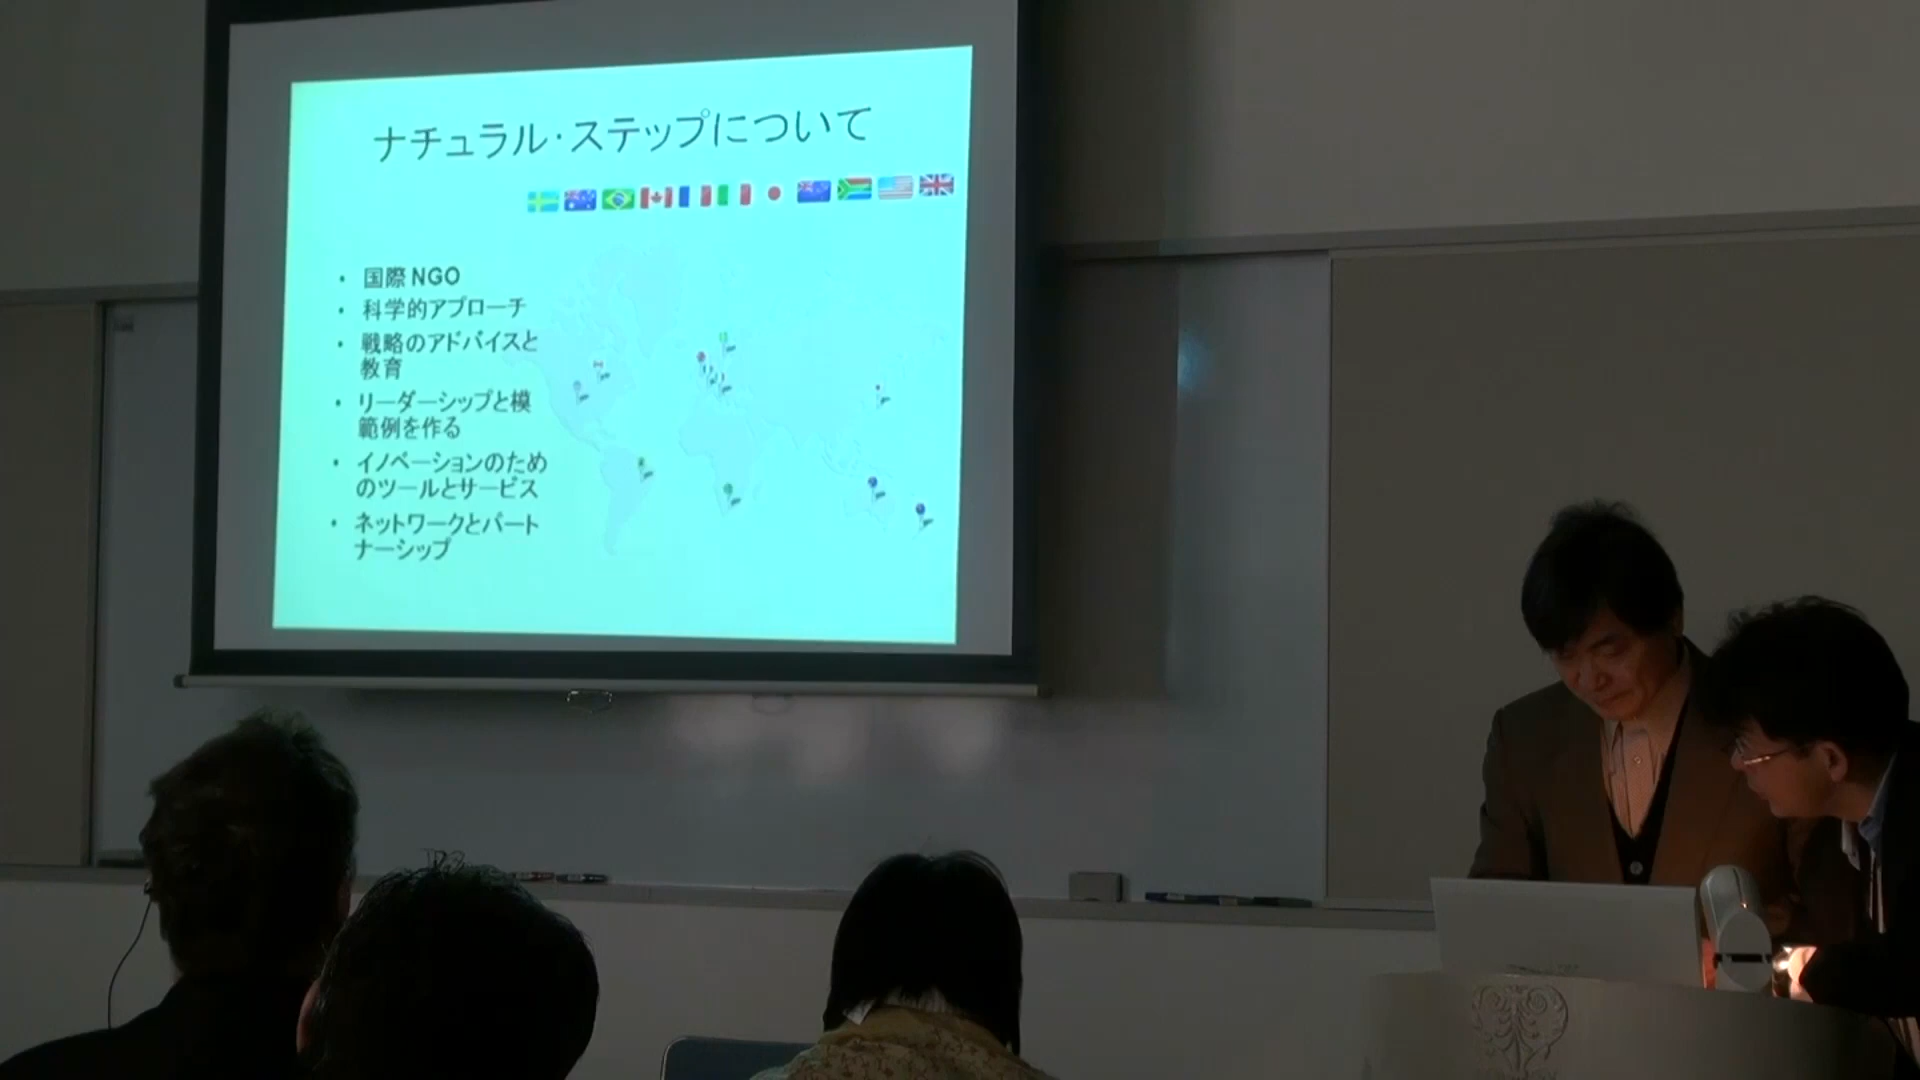 ナチュラル・ステップについて
・ 国際NGO
・ 科学的アプローチ
・ 戦略のアドバイスと
教育
・ リーダーシップと模
範例を作る
・ イノベーションのため
のツールとサービス
・ ネットワークとパート
ナーシップ